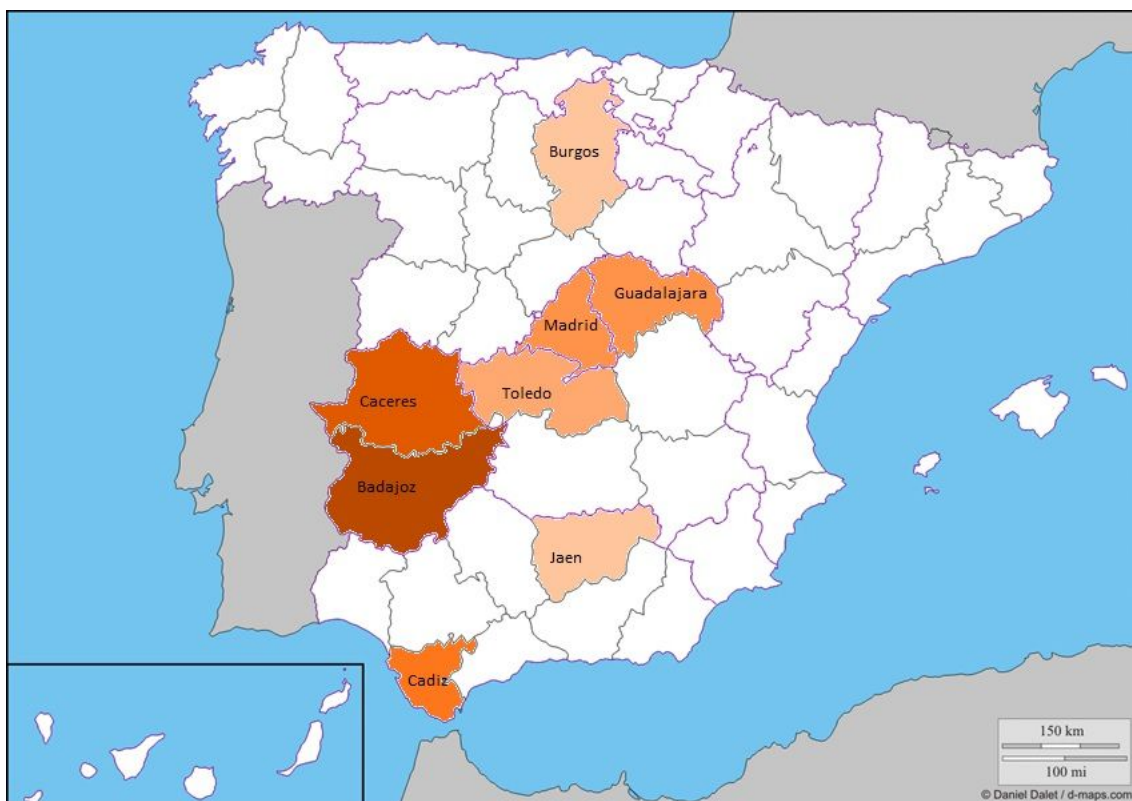 Burgos
Guadalajara
Madrid
Toledo
Caceres
Badajoz
Jaen
Cadiz
150 km
100 mi
© Daniel Dalet / d-maps.com